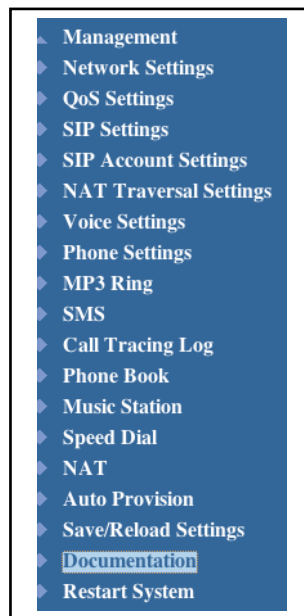 Management
Network Settings
QoS Settings
SIP Settings
SIP Account Settings
NAT Traversal Settings
Voice Settings
Phone Settings
MP3 Ring
SMS
Call Tracing Log
Phone Book
Music Station
Speed Dial
NAT
Auto Provision
Save/Reload Settings
Documentation
Restart System